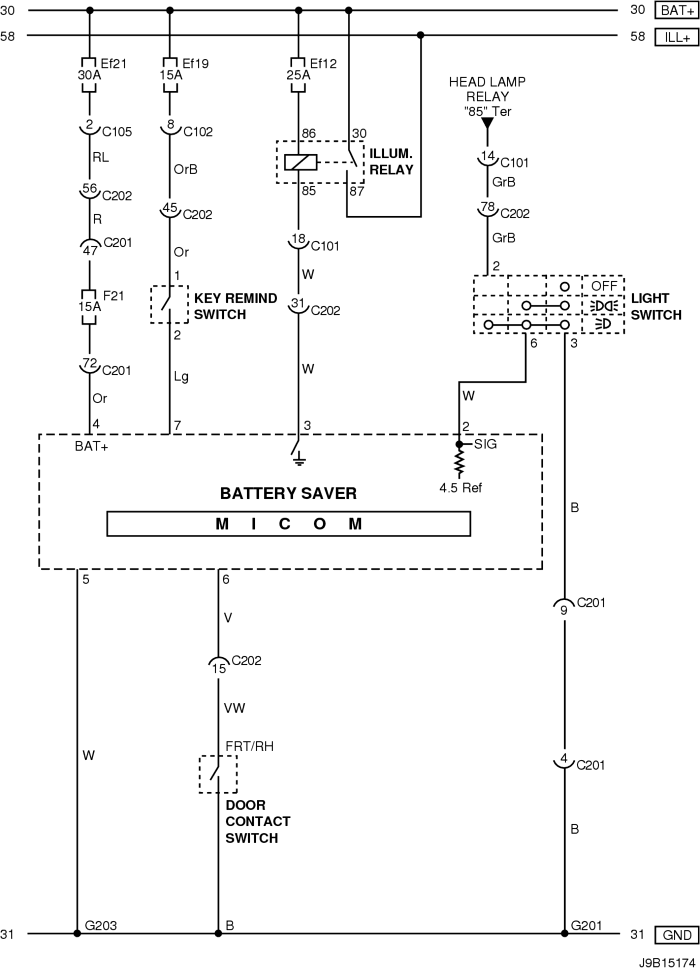 30
30 BAT+
58
58 ILL+
Ef21
30A
Ef19
15A
Ef12
25A
HEAD LAMP
RELAY
"85" Ter
2 C105
8 C102
86 30
ILLUM.
RELAY
85 87
14 C101
RL
OrB
GrB
56 C202
45 C202
78 C202
R
Or
18 C101
GrB
47 C201
W
1
2
F21
15A
KEY REMIND
SWITCH
31 C202
OFF
LIGHT
SWITCH
2
6 3
72 C201
Lg
W
Or
W
4 7 3 2
BAT+
SIG
4.5 Ref
BATTERY SAVER
M I C O M
B
5 6
9 C201
V
15 C202
VW
FRT/RH
W
4 C201
DOOR
CONTACT
SWITCH
B
31 G203 B G201 31 GND
J9B15174